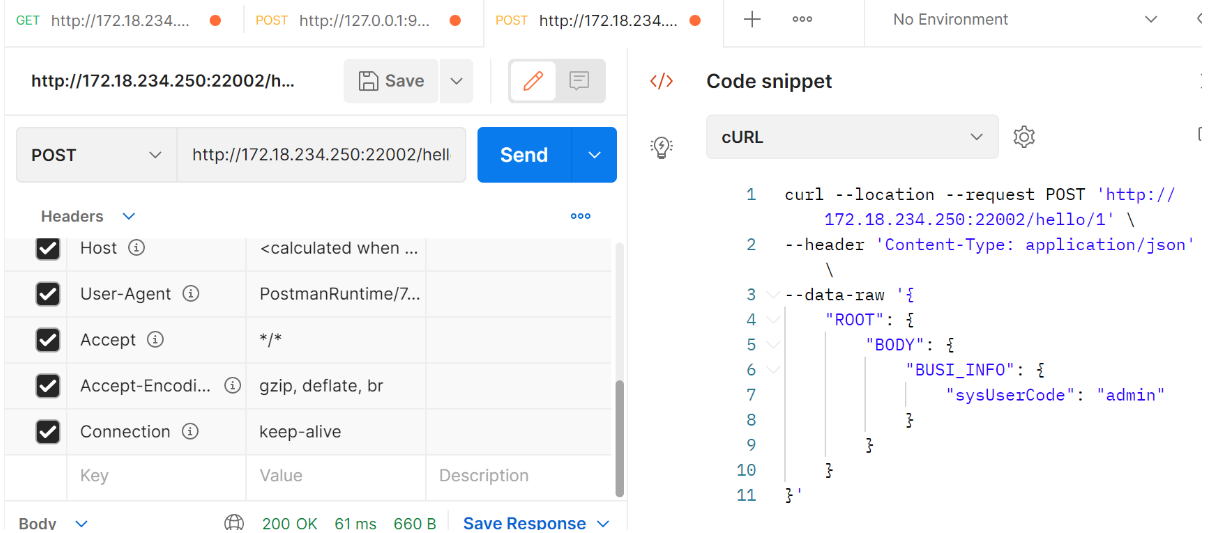 GET http://172.18.234.... POST http://127.0.0.1:9... POST http://172.18.234.... No Environment
http://172.18.234.250:22002/h... Save
Code snippet
POST http://172.18.234.250:22002/hell Send
cURL
Headers
Host <calculated when ...
User-Agent PostmanRuntime/7...
Accept */*
Accept-Encodi... gzip, deflate, br
Connection keep-alive
Key Value Description
Body 200 OK 61 ms 660 B Save Response
1 curl --location --request POST 'http://
172.18.234.250:22002/hello/1' \
2 --header 'Content-Type: application/json'
\
3 --data-raw '{
4 "ROOT": {
5 "BODY": {
6 "BUSI_INFO": {
7 "sysUserCode": "admin"
8 }
9 }
10 }
11 }'